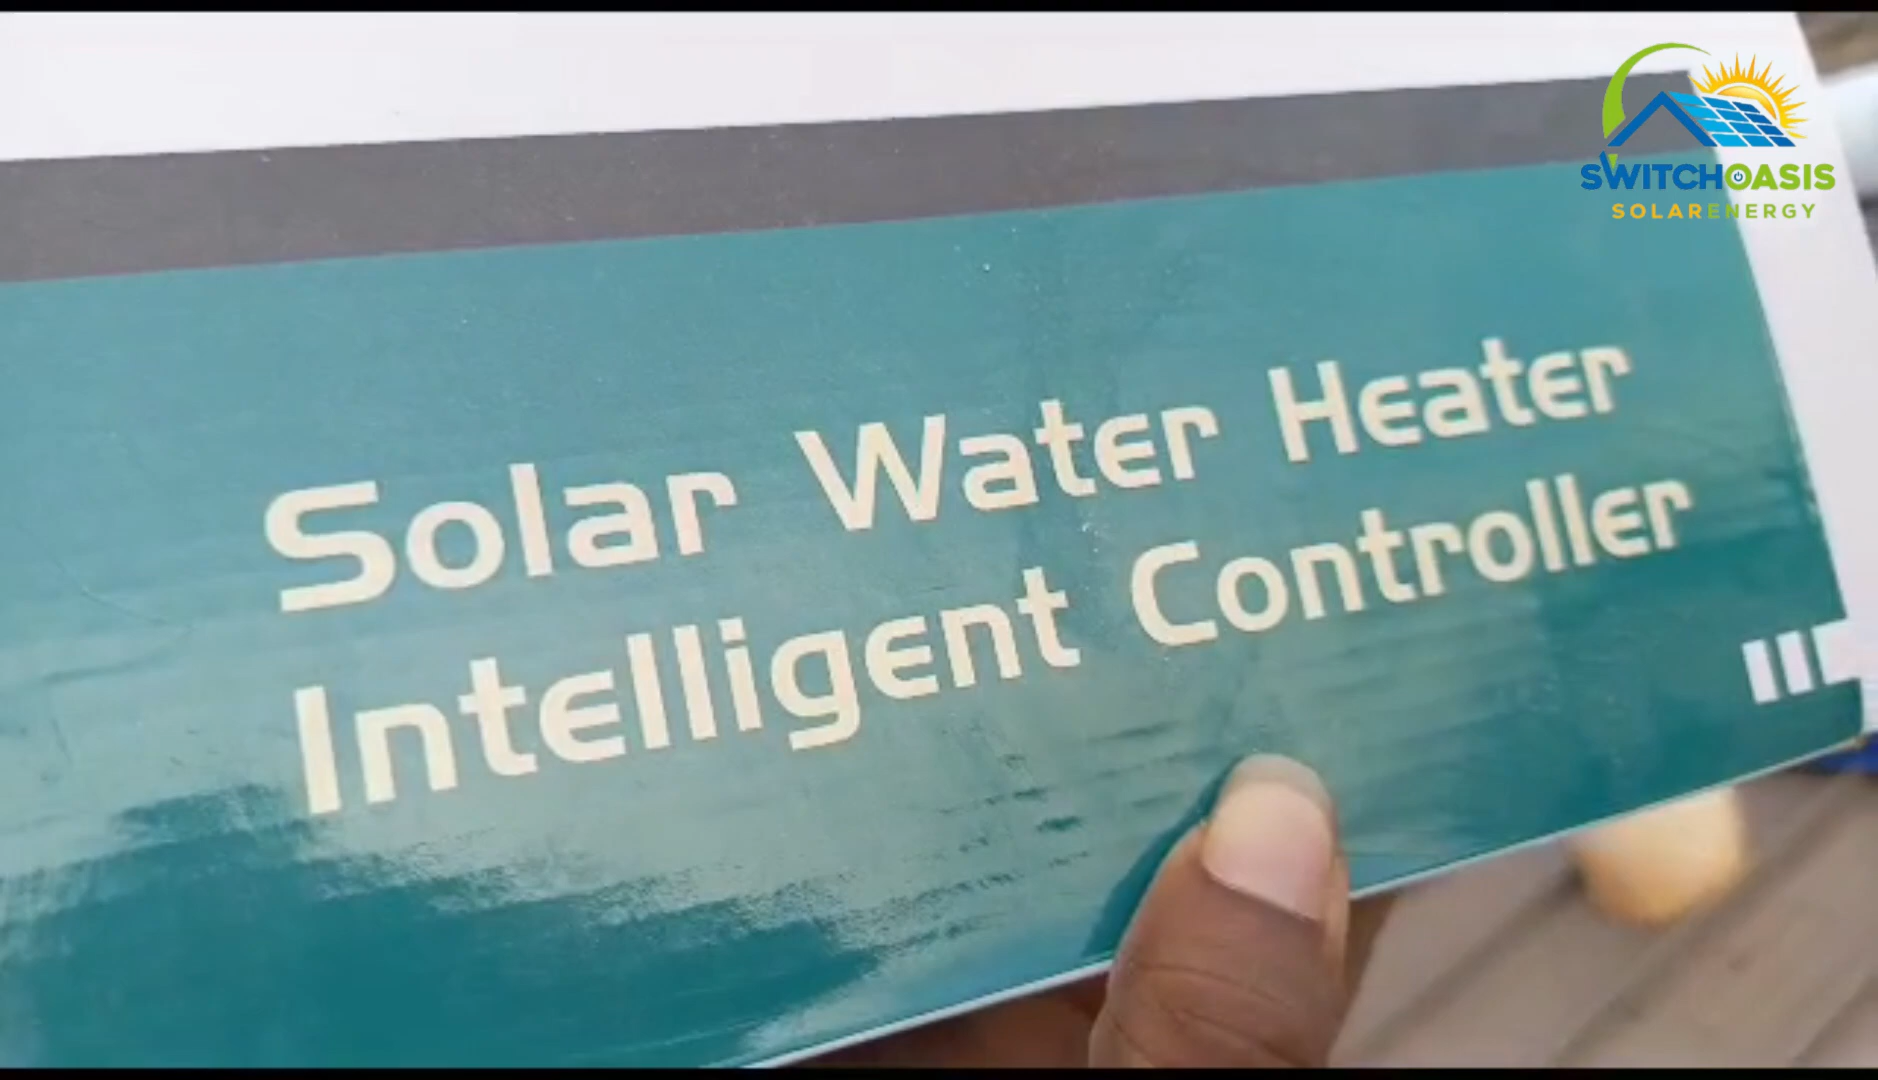 SWITCHOASIS
SOLARENERGY
Solar Water Heater
Intelligent Controller